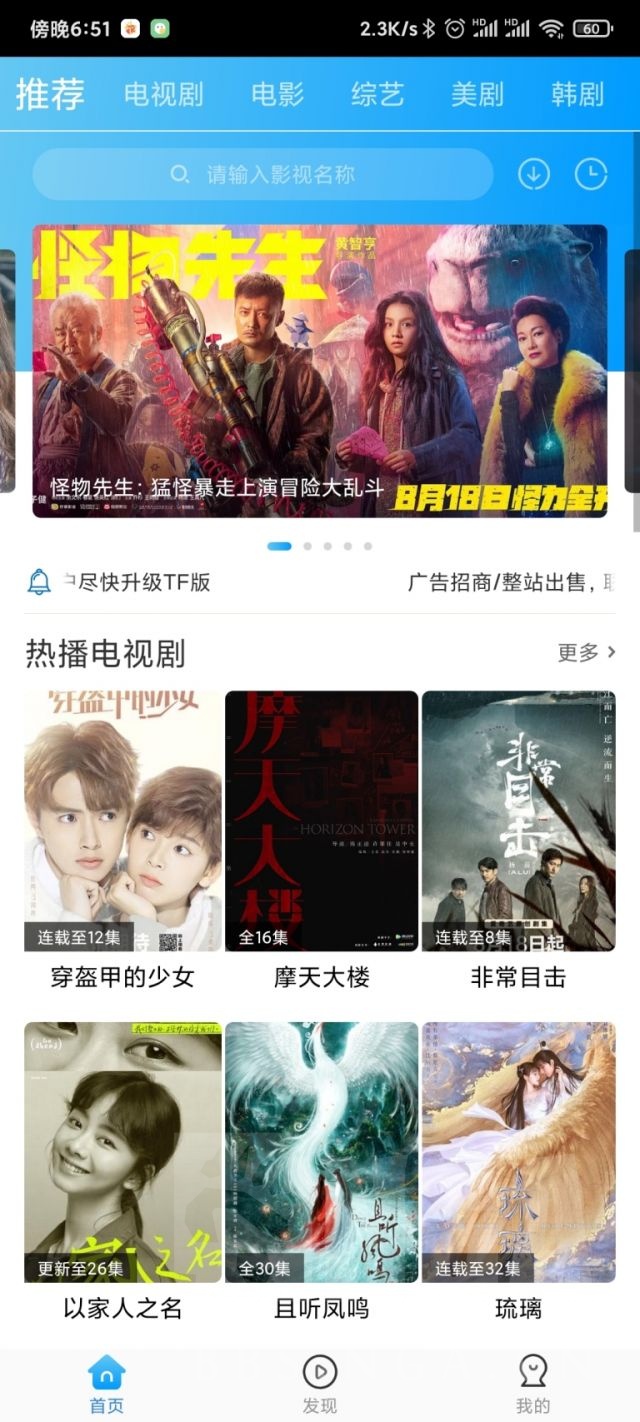 傍晚6:51
2.3K/s
HD
HD
60
推荐
电视剧
电影
综艺
美剧
韩剧
请输入影视名称
怪物先生
黄智亨
导演作品
怪物先生：猛怪暴走上演冒险大乱斗
8月18日怪力全开
尽快升级TF版
广告招商/整站出售，
热播电视剧
更多
穿盔甲的少女
连载至12集
摩天大楼
HORIZON TOWER
全16集
非常目击
连载至8集
穿盔甲的少女
摩天大楼
非常目击
以家人之名
更新至26集
且听凤鸣
全30集
琉璃
连载至32集
以家人之名
且听凤鸣
琉璃
首页
发现
我的